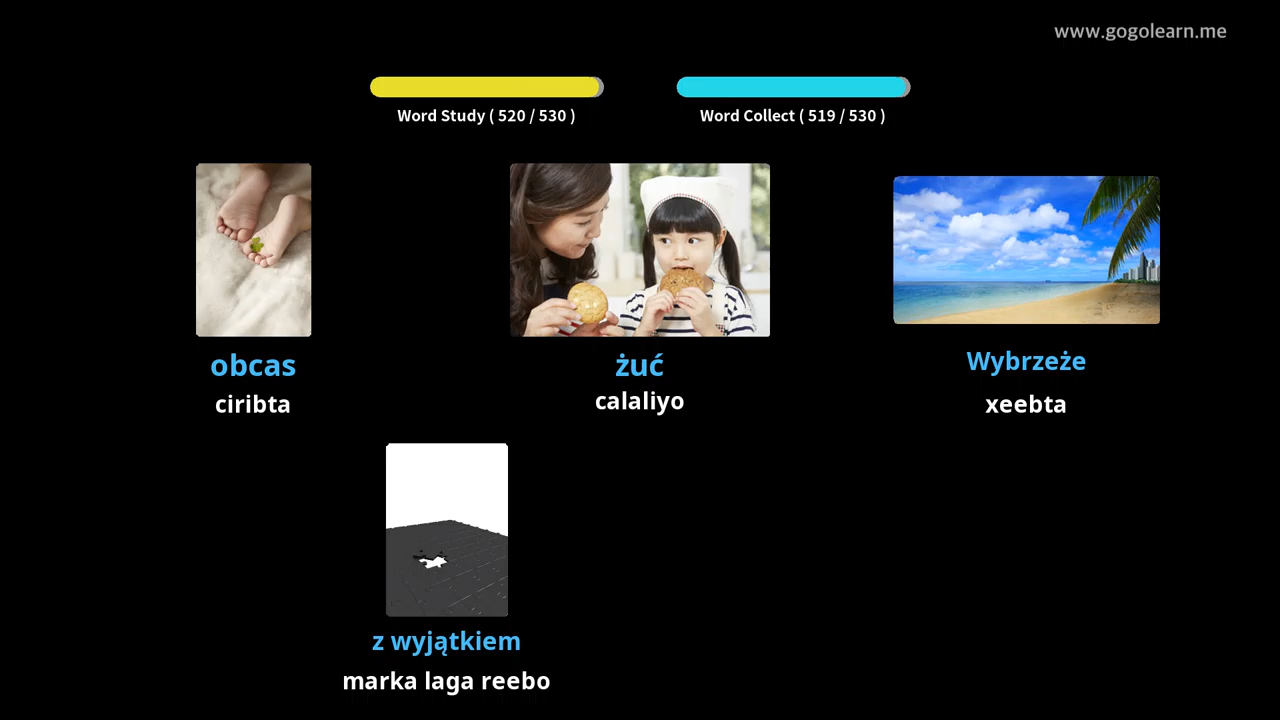 www.gogolearn.me
Word Study ( 520 / 530 )
Word Collect ( 519 / 530 )
obcas
ciribta
żuć
calaliyo
Wybrzeże
xeebta
z wyjątkiem
marka laga reebo